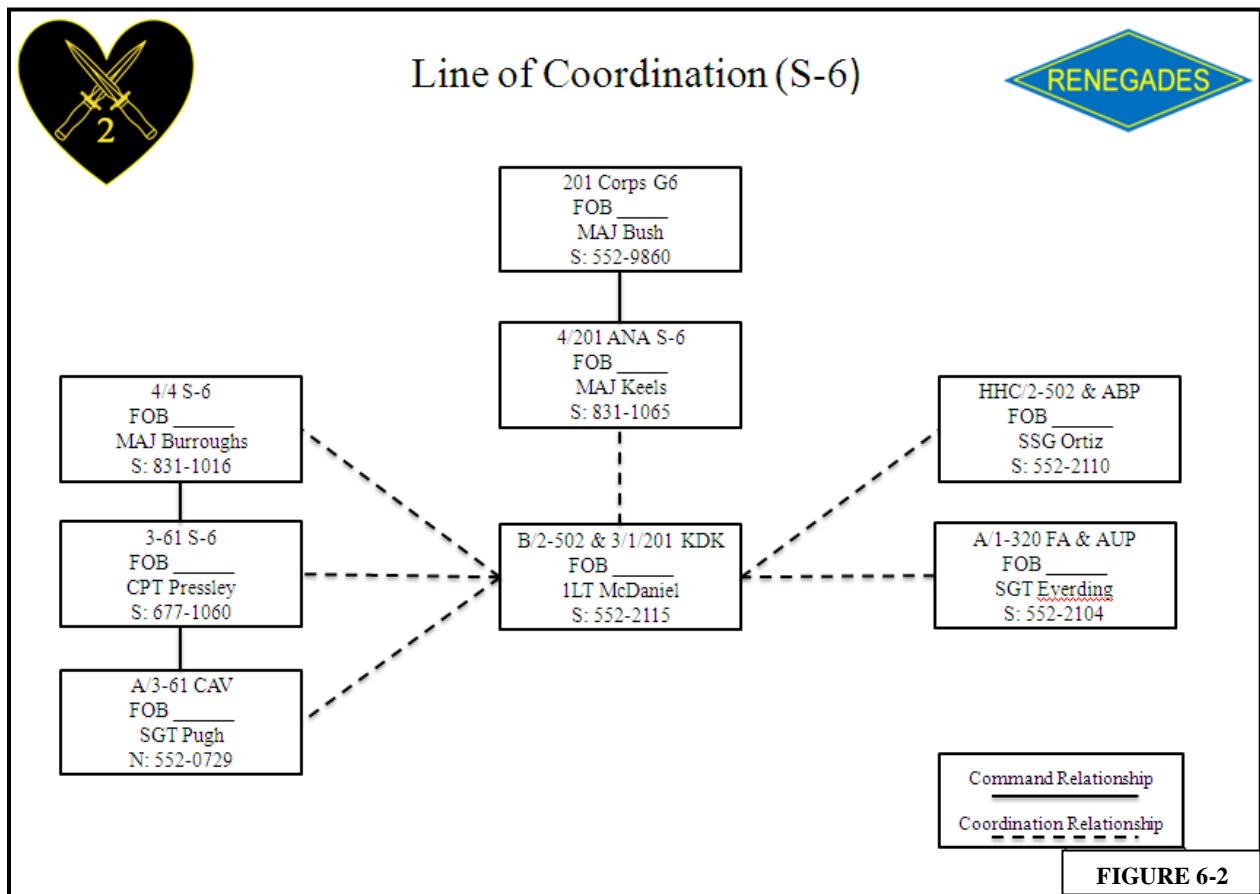 2
Line of Coordination (S-6)
RENEGADES
201 Corps G6
FOB _____
MAJ Bush
S: 552-9860
4/201 ANA S-6
FOB _____
MAJ Keels
S: 831-1065
4/4 S-6
FOB ______
MAJ Burroughs
S: 831-1016
3-61 S-6
FOB ______
CPT Pressley
S: 677-1060
A/3-61 CAV
FOB ______
SGT Pugh
N: 552-0729
B/2-502 & 3/1/201 KDK
FOB ______
1LT McDaniel
S: 552-2115
HHC/2-502 & ABP
FOB ______
SSG Ortiz
S: 552-2110
A/1-320 FA & AUP
FOB ______
SGT Everding
S: 552-2104
Command Relationship
Coordination Relationship
FIGURE 6-2